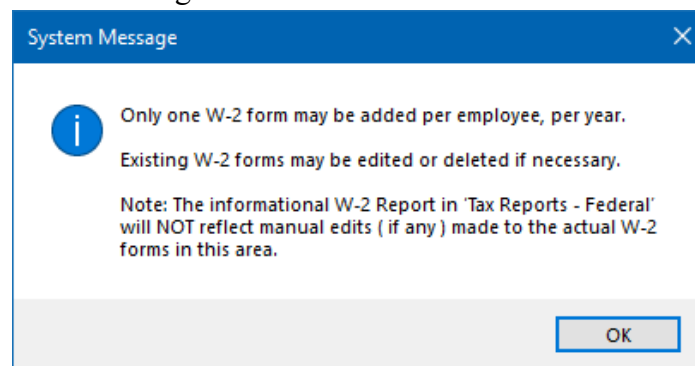 System Message
Only one W-2 form may be added per employee, per year.
Existing W-2 forms may be edited or deleted if necessary.
Note: The informational W-2 Report in 'Tax Reports - Federal'
will NOT reflect manual edits ( if any ) made to the actual W-2
forms in this area.
OK